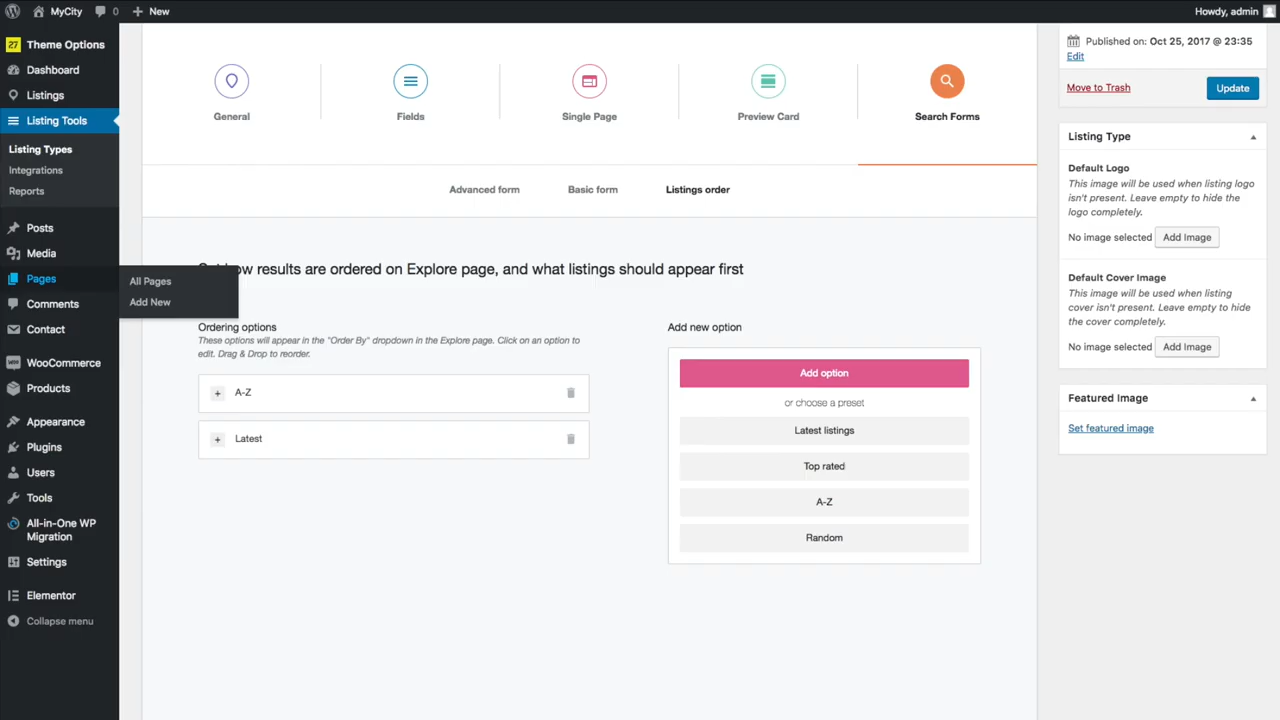 MyCity
0
New
Howdy, admin
27
Theme Options
Dashboard
Listings
Listing Tools
Listing Types
Integrations
Reports
Posts
Media
Pages
All Pages
Add New
Comments
Contact
WooCommerce
Products
Appearance
Plugins
Users
Tools
All-in-One WP
Migration
Settings
Elementor
Collapse menu
General
Fields
Single Page
Preview Card
Search Forms
Advanced form
Basic form
Listings order
results are ordered on Explore page, and what listings should appear first
Ordering options
These options will appear in the "Order By" dropdown in the Explore page. Click on an option to
edit. Drag & Drop to reorder.
+ A-Z
+ Latest
Add new option
Add option
or choose a preset
Latest listings
Top rated
A-Z
Random
Published on: Oct 25, 2017 @ 23:35
Edit
Move to Trash
Update
Listing Type
Default Logo
This image will be used when listing logo
isn't present. Leave empty to hide the
logo completely.
No image selected
Add Image
Default Cover Image
This image will be used when listing
cover isn't present. Leave empty to hide
the cover completely.
No image selected
Add Image
Featured Image
Set featured image